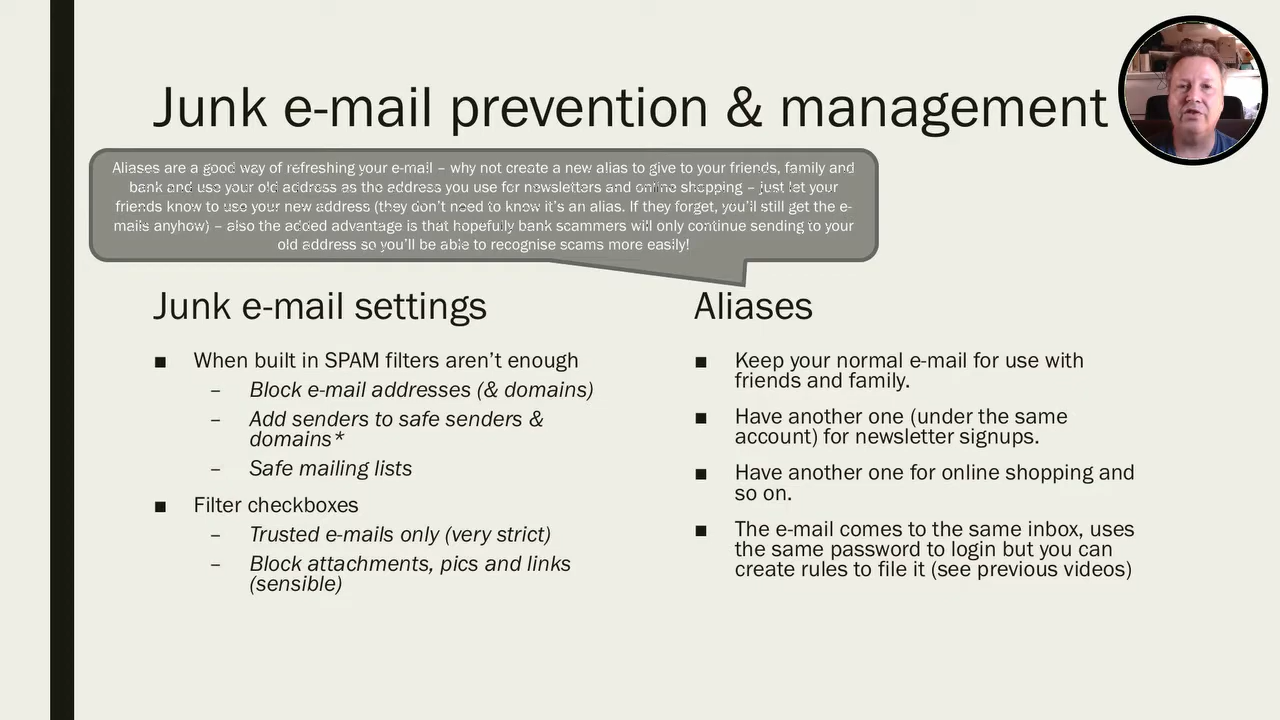 Junk e-mail prevention & management
Aliases are a good way of refreshing your e-mail – why not create a new alias to give to your friends, family and
bank and use your old address as the address you use for newsletters and online shopping – just let your
friends know to use your new address (they don't need to know it's an alias. If they forget, you'll still get the e-
mails anyhow) – also the added advantage is that hopefully bank scammers will only continue sending to your
old address so you'll be able to recognise scams more easily!
Junk e-mail settings
■ When built in SPAM filters aren't enough
– Block e-mail addresses (& domains)
– Add senders to safe senders &
domains*
– Safe mailing lists
■ Filter checkboxes
– Trusted e-mails only (very strict)
– Block attachments, pics and links
(sensible)
Aliases
■ Keep your normal e-mail for use with
friends and family.
■ Have another one (under the same
account) for newsletter signups.
■ Have another one for online shopping and
so on.
■ The e-mail comes to the same inbox, uses
the same password to login but you can
create rules to file it (see previous videos)